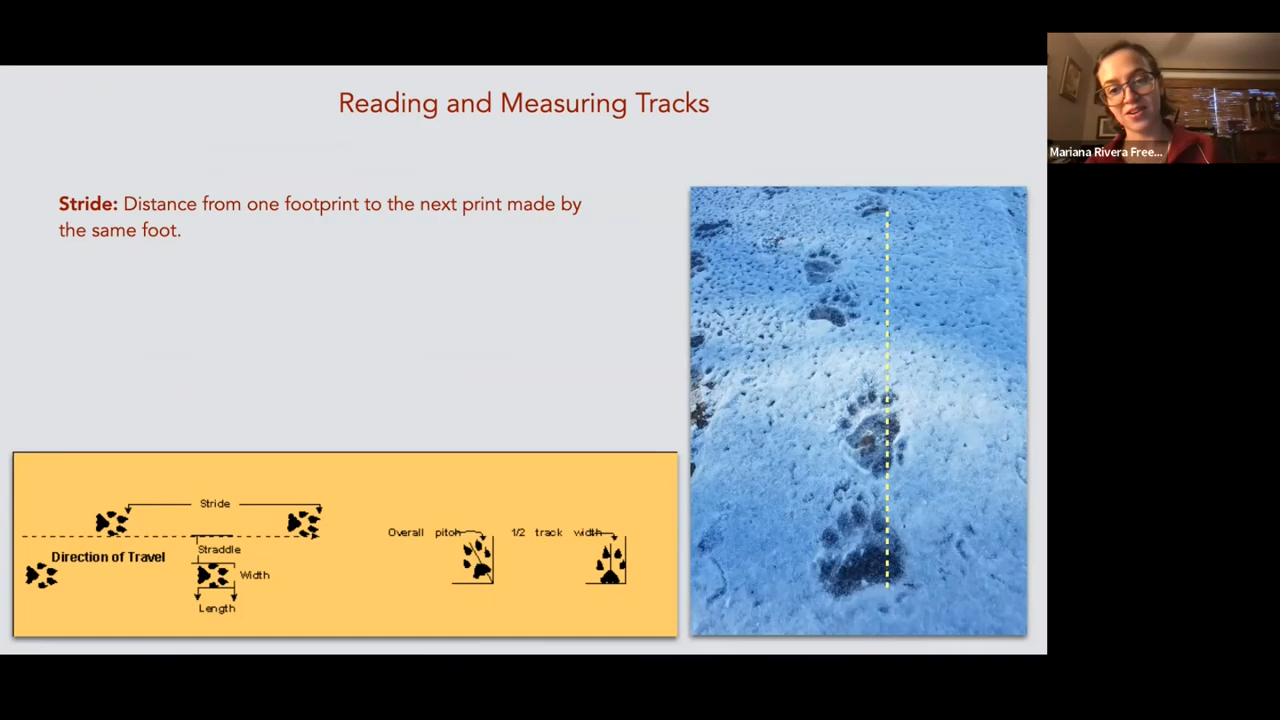 Reading and Measuring Tracks
Mariana Rivera Free...
Stride: Distance from one footprint to the next print made by
the same foot.
Stride
Direction of Travel
Straddle
Width
Length
Overall pitch
1/2 track width